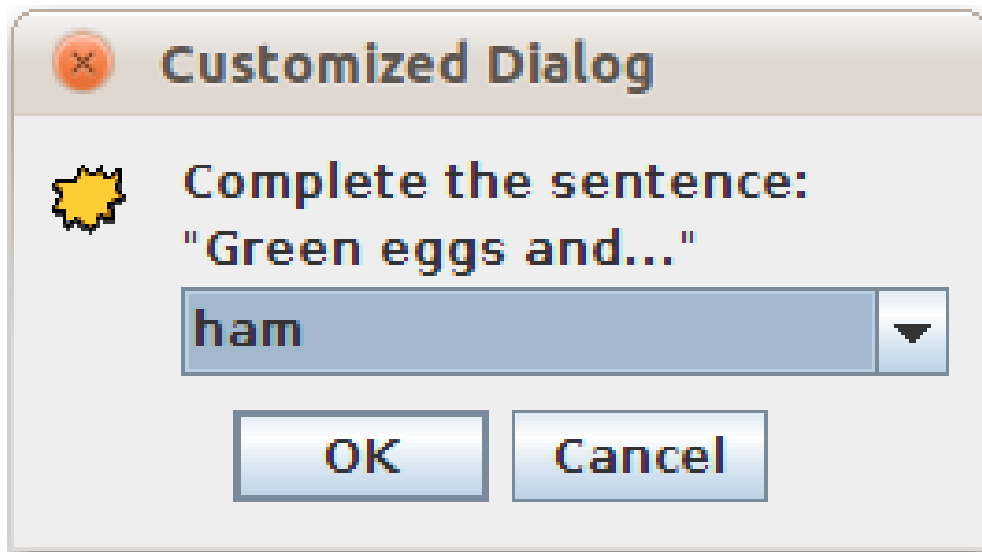 Customized Dialog
Complete the sentence:
"Green eggs and..."
ham
OK Cancel